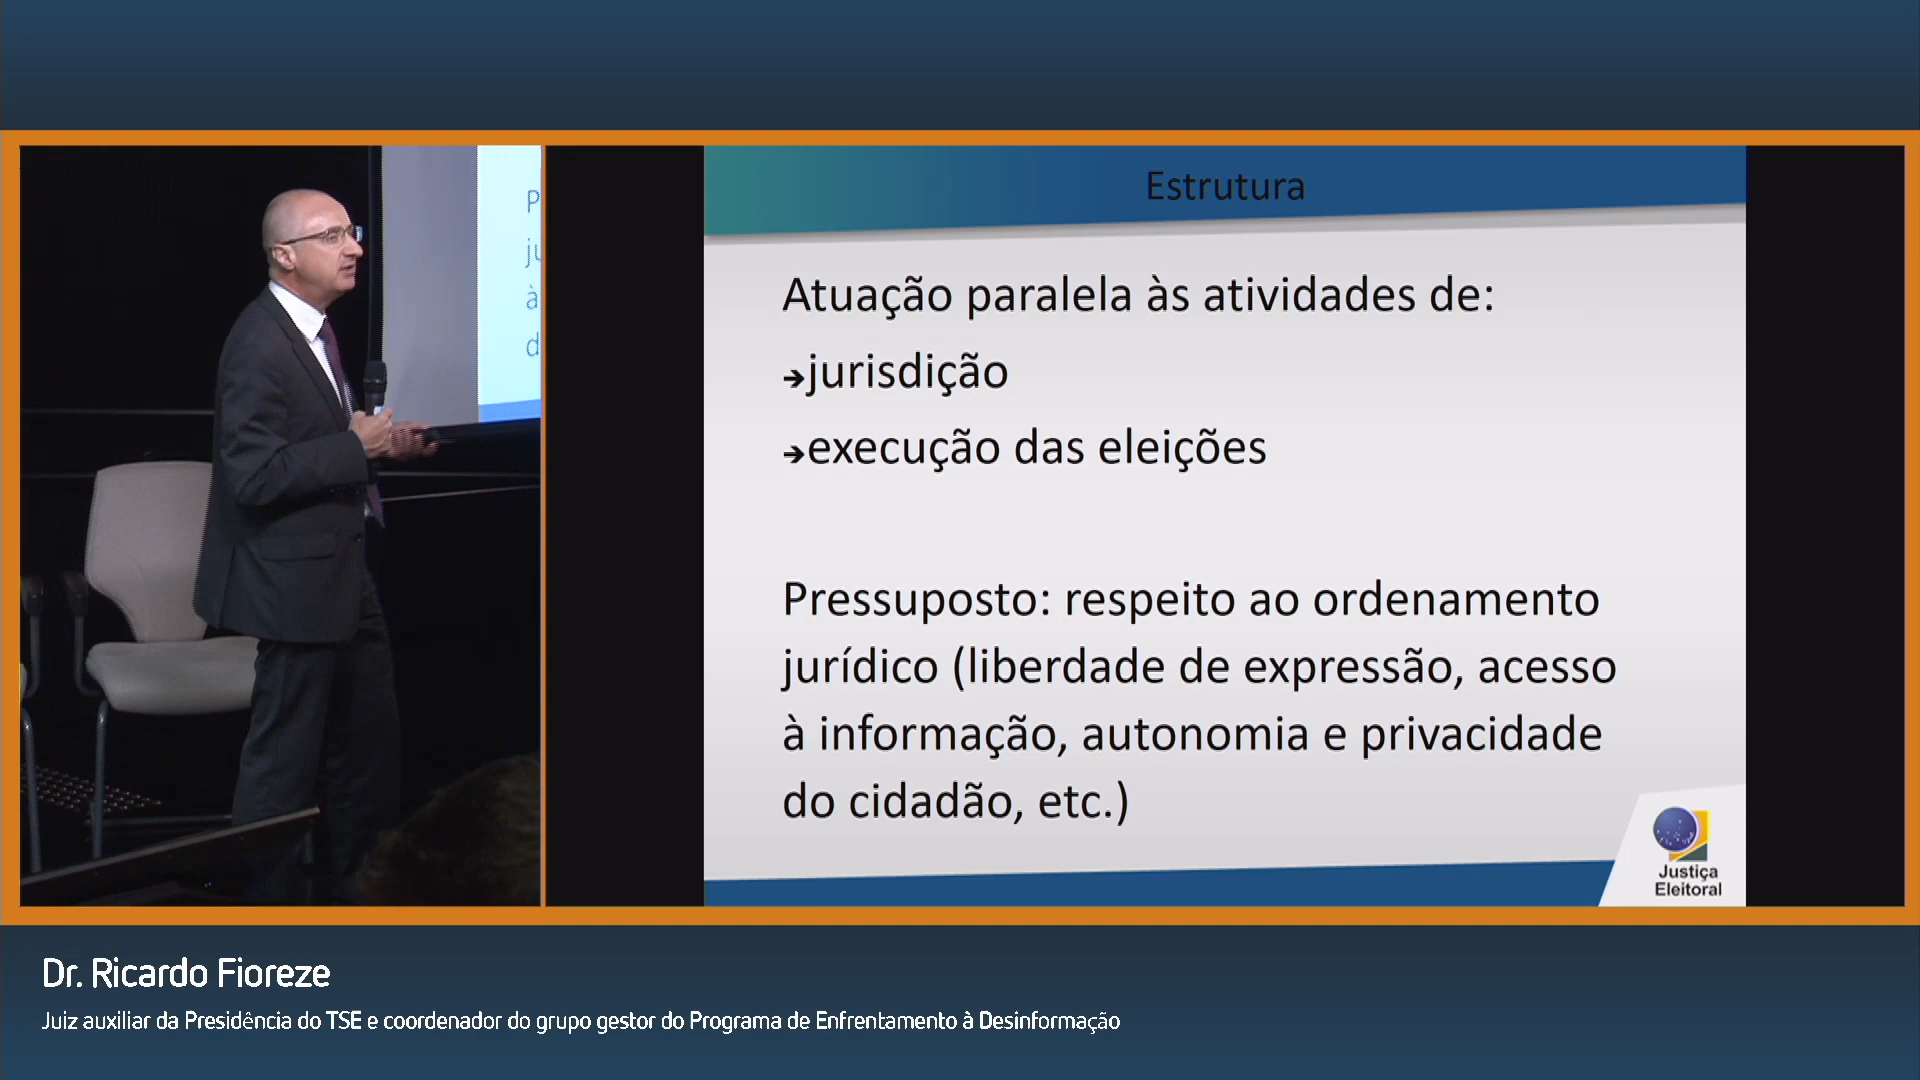 Estrutura
Atuação paralela às atividades de:
➔jurisdição
➔execução das eleições
Pressuposto: respeito ao ordenamento
jurídico (liberdade de expressão, acesso
à informação, autonomia e privacidade
do cidadão, etc.)
Justiça
Eleitoral
Dr. Ricardo Fioreze
Juiz auxiliar da Presidência do TSE e coordenador do grupo gestor do Programa de Enfrentamento à Desinformação